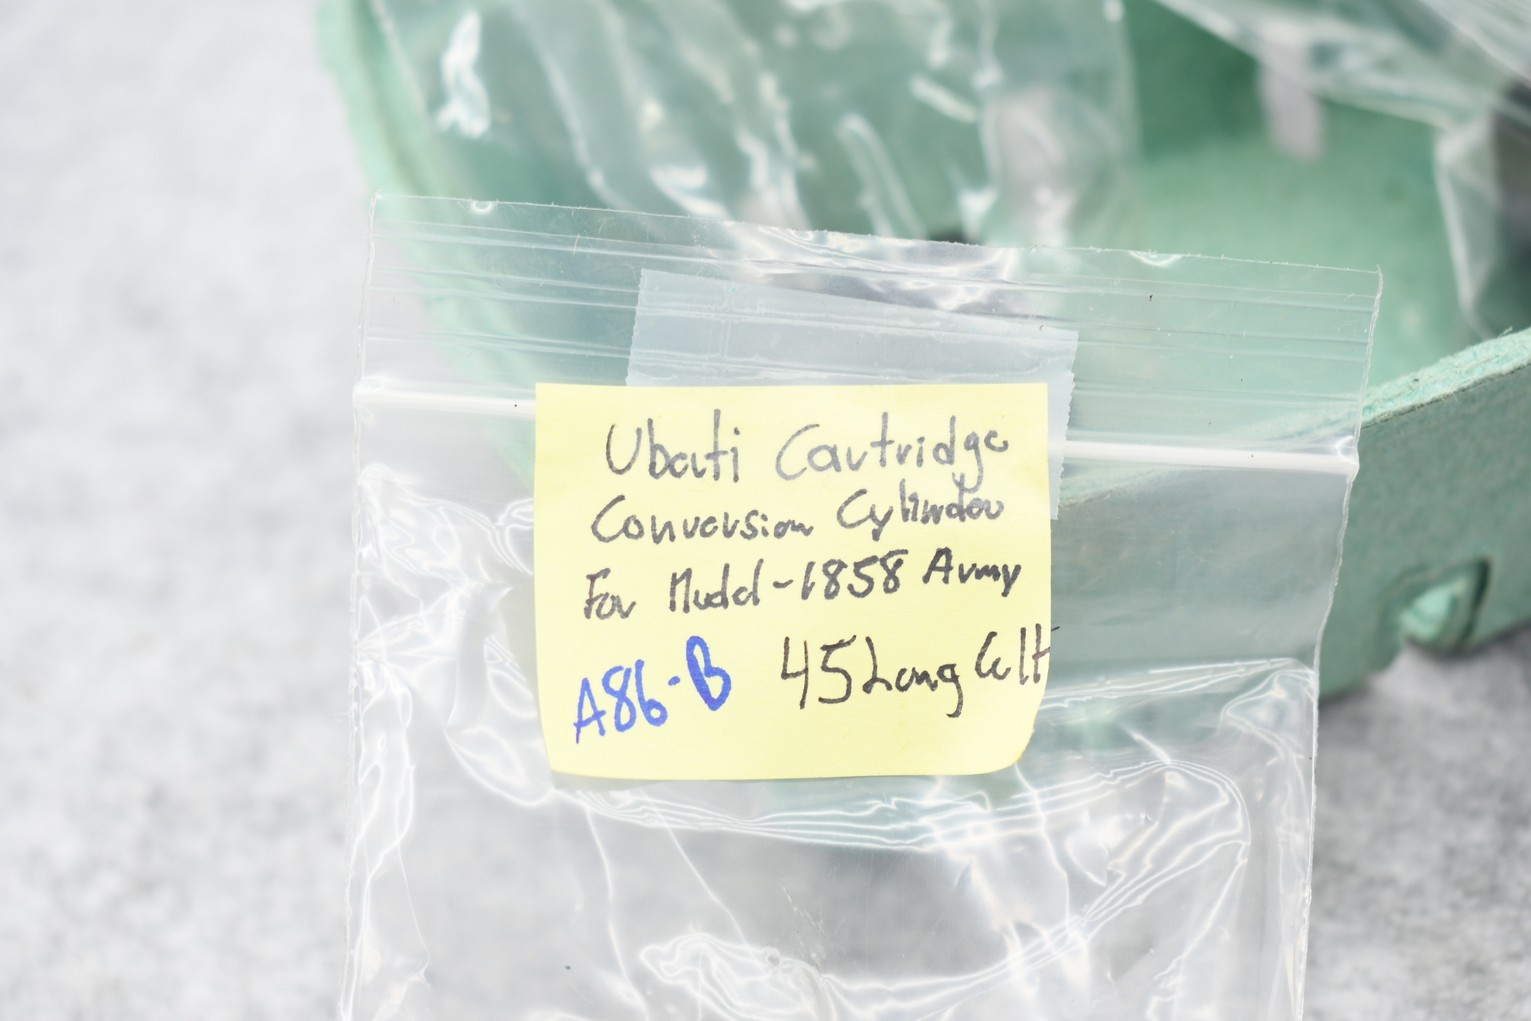 Uberti Cartridge
Conversion Cylinder
For Model-1858 Army
A86-B 45 Long Colt